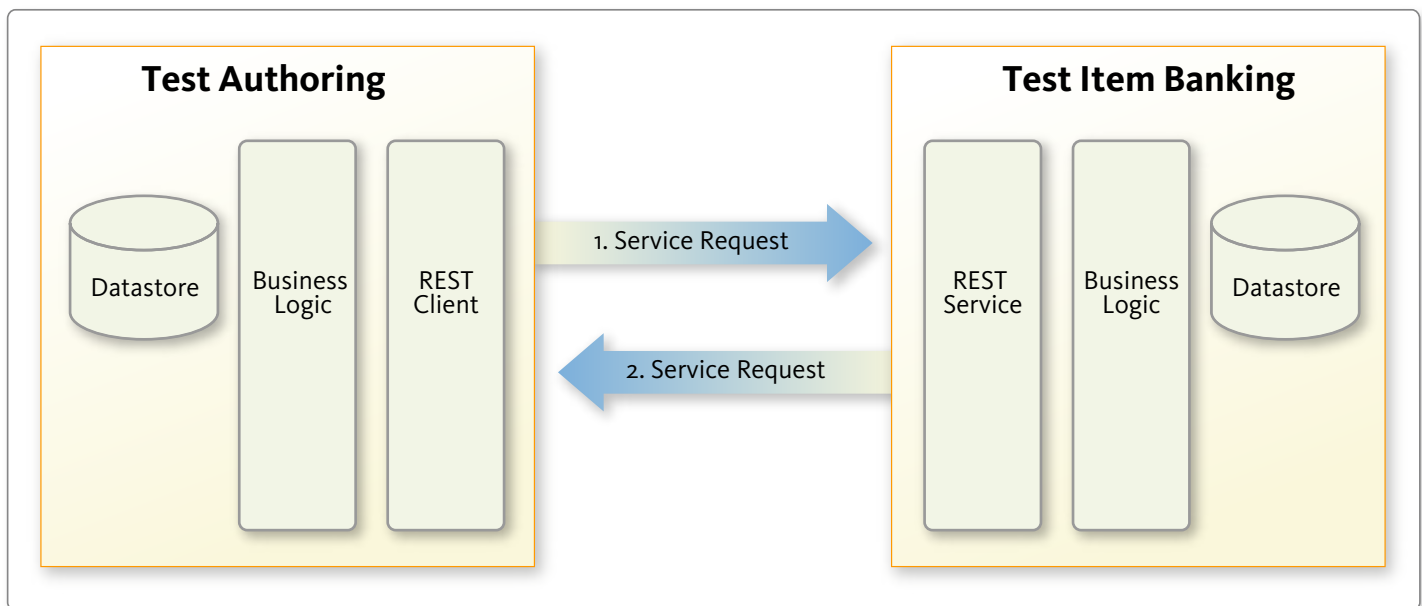 Test Authoring
Datastore
Business
Logic
REST
Client
1. Service Request
2. Service Request
Test Item Banking
REST
Service
Business
Logic
Datastore